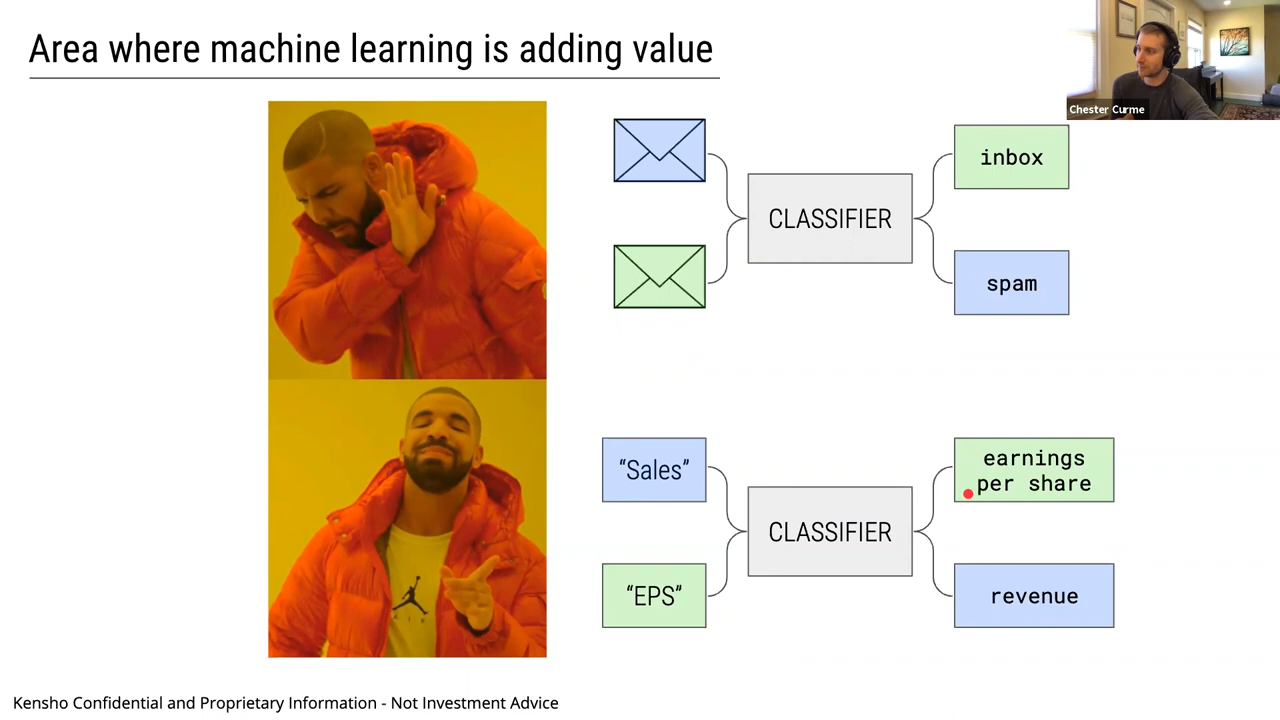 Area where machine learning is adding value
Chester Curme
CLASSIFIER
inbox
spam
“Sales”
“EPS”
CLASSIFIER
earnings
per share
revenue
Kensho Confidential and Proprietary Information - Not Investment Advice